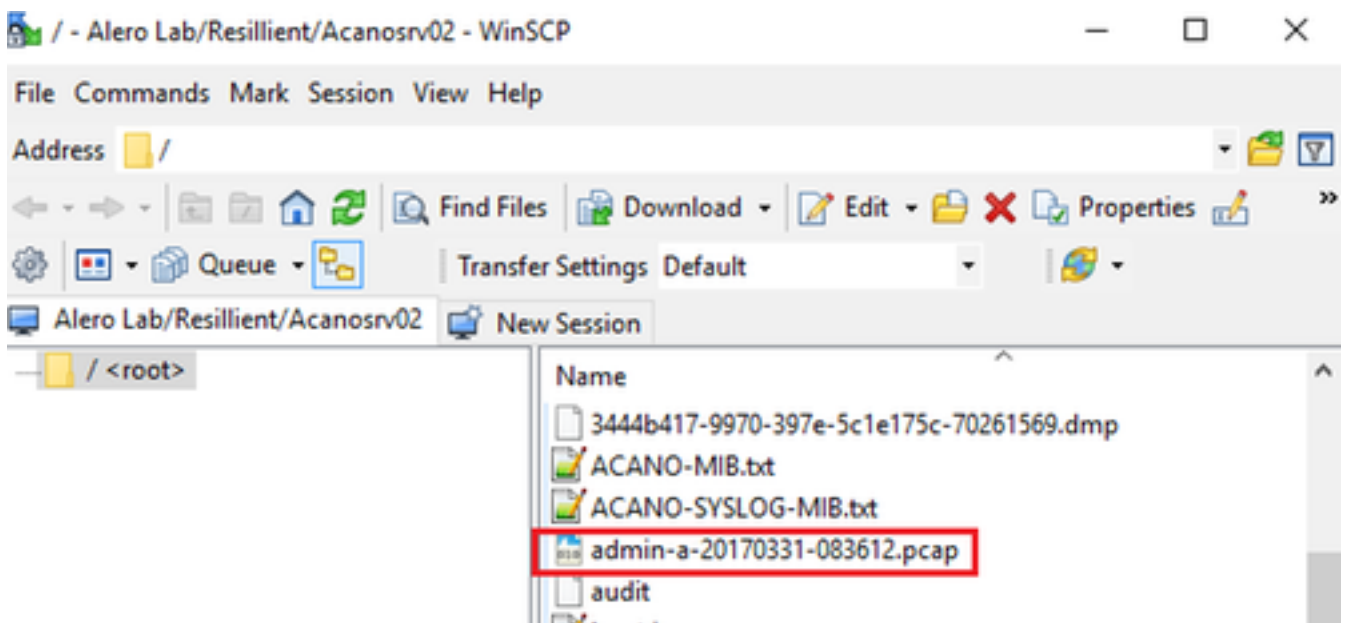 / - Alero Lab/Resillient/Acanosrv02 - WinSCP
File Commands Mark Session View Help
Address /
Find Files Download Edit Properties »
Queue Transfer Settings Default
Alero Lab/Resillient/Acanosrv02 New Session
/ <root>
Name
3444b417-9970-397e-5c1e175c-70261569.dmp
ACANO-MIB.txt
ACANO-SYSLOG-MIB.txt
admin-a-20170331-083612.pcap
audit